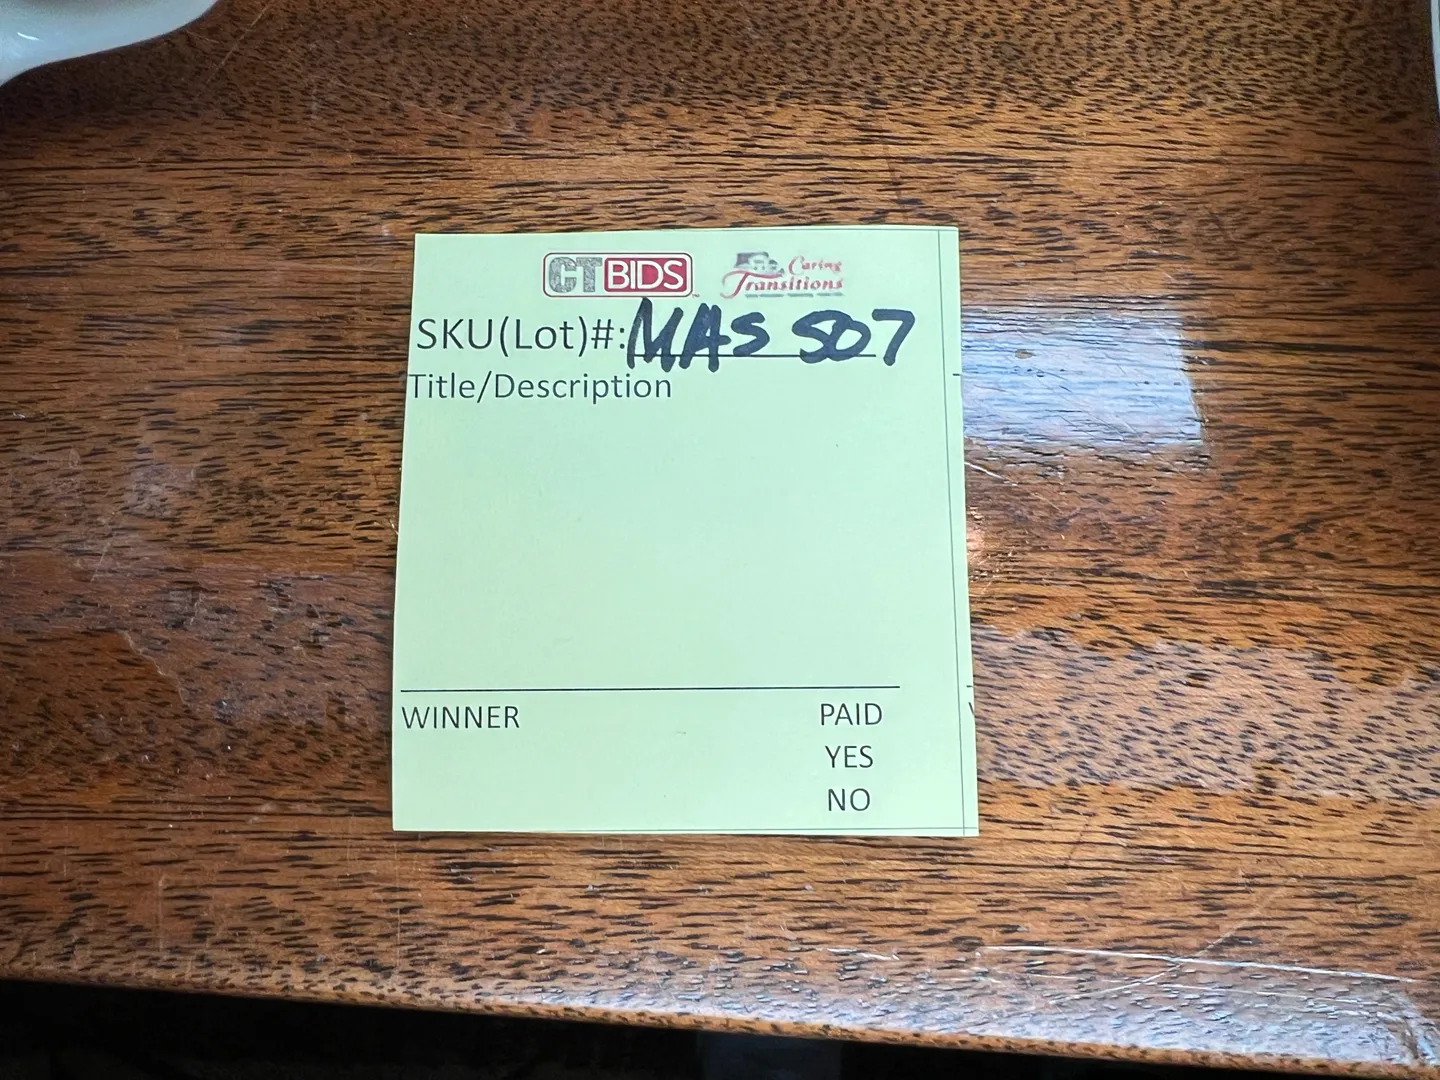 CTBIDS Caring Transitions
SKU(Lot)#: MAS 507
Title/Description
WINNER PAID
YES
NO